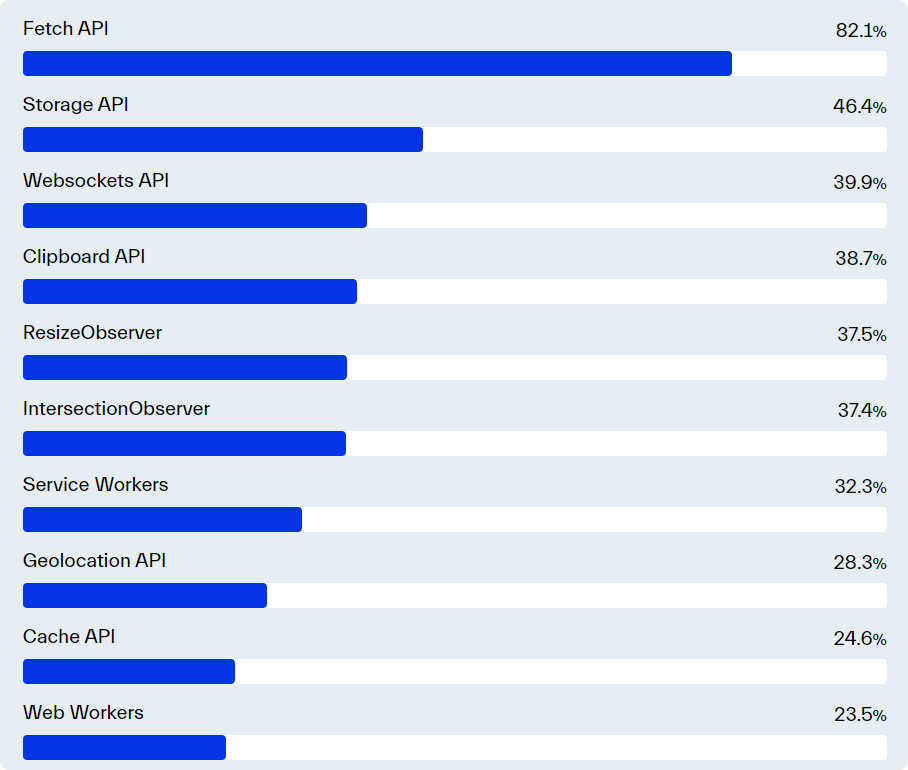 Fetch API 82.1%
Storage API 46.4%
Websockets API 39.9%
Clipboard API 38.7%
ResizeObserver 37.5%
IntersectionObserver 37.4%
Service Workers 32.3%
Geolocation API 28.3%
Cache API 24.6%
Web Workers 23.5%